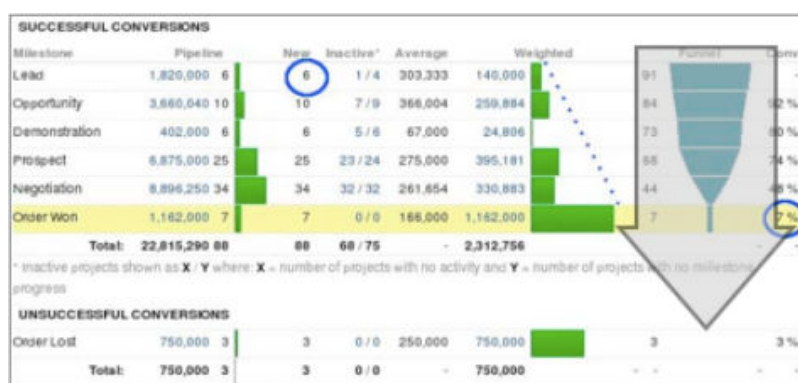 SUCCESSFUL CONVERSIONS
Milestone Pipeline New Inactive* Average Weighted Funnel Conv
Lead 1,820,000 6 6 1 / 4 303,333 140,000 91 -
Opportunity 3,660,040 10 10 7 / 9 366,004 259,884 84 92 %
Demonstration 402,000 6 6 5 / 6 67,000 24,806 73 80 %
Prospect 6,875,000 25 25 23 / 24 275,000 395,181 68 74 %
Negotiation 8,896,250 34 34 32 / 32 261,654 330,883 44 48 %
Order Won 1,162,000 7 7 0 / 0 166,000 1,162,000 7 7 %
Total: 22,815,290 88 88 68 / 75 - 2,312,756 - -
* Inactive projects shown as X / Y where: X = number of projects with no activity and Y = number of projects with no milestone
progress
UNSUCCESSFUL CONVERSIONS
Order Lost 750,000 3 3 0 / 0 250,000 750,000 3 3 %
Total: 750,000 3 3 0 / 0 - 750,000 - - -